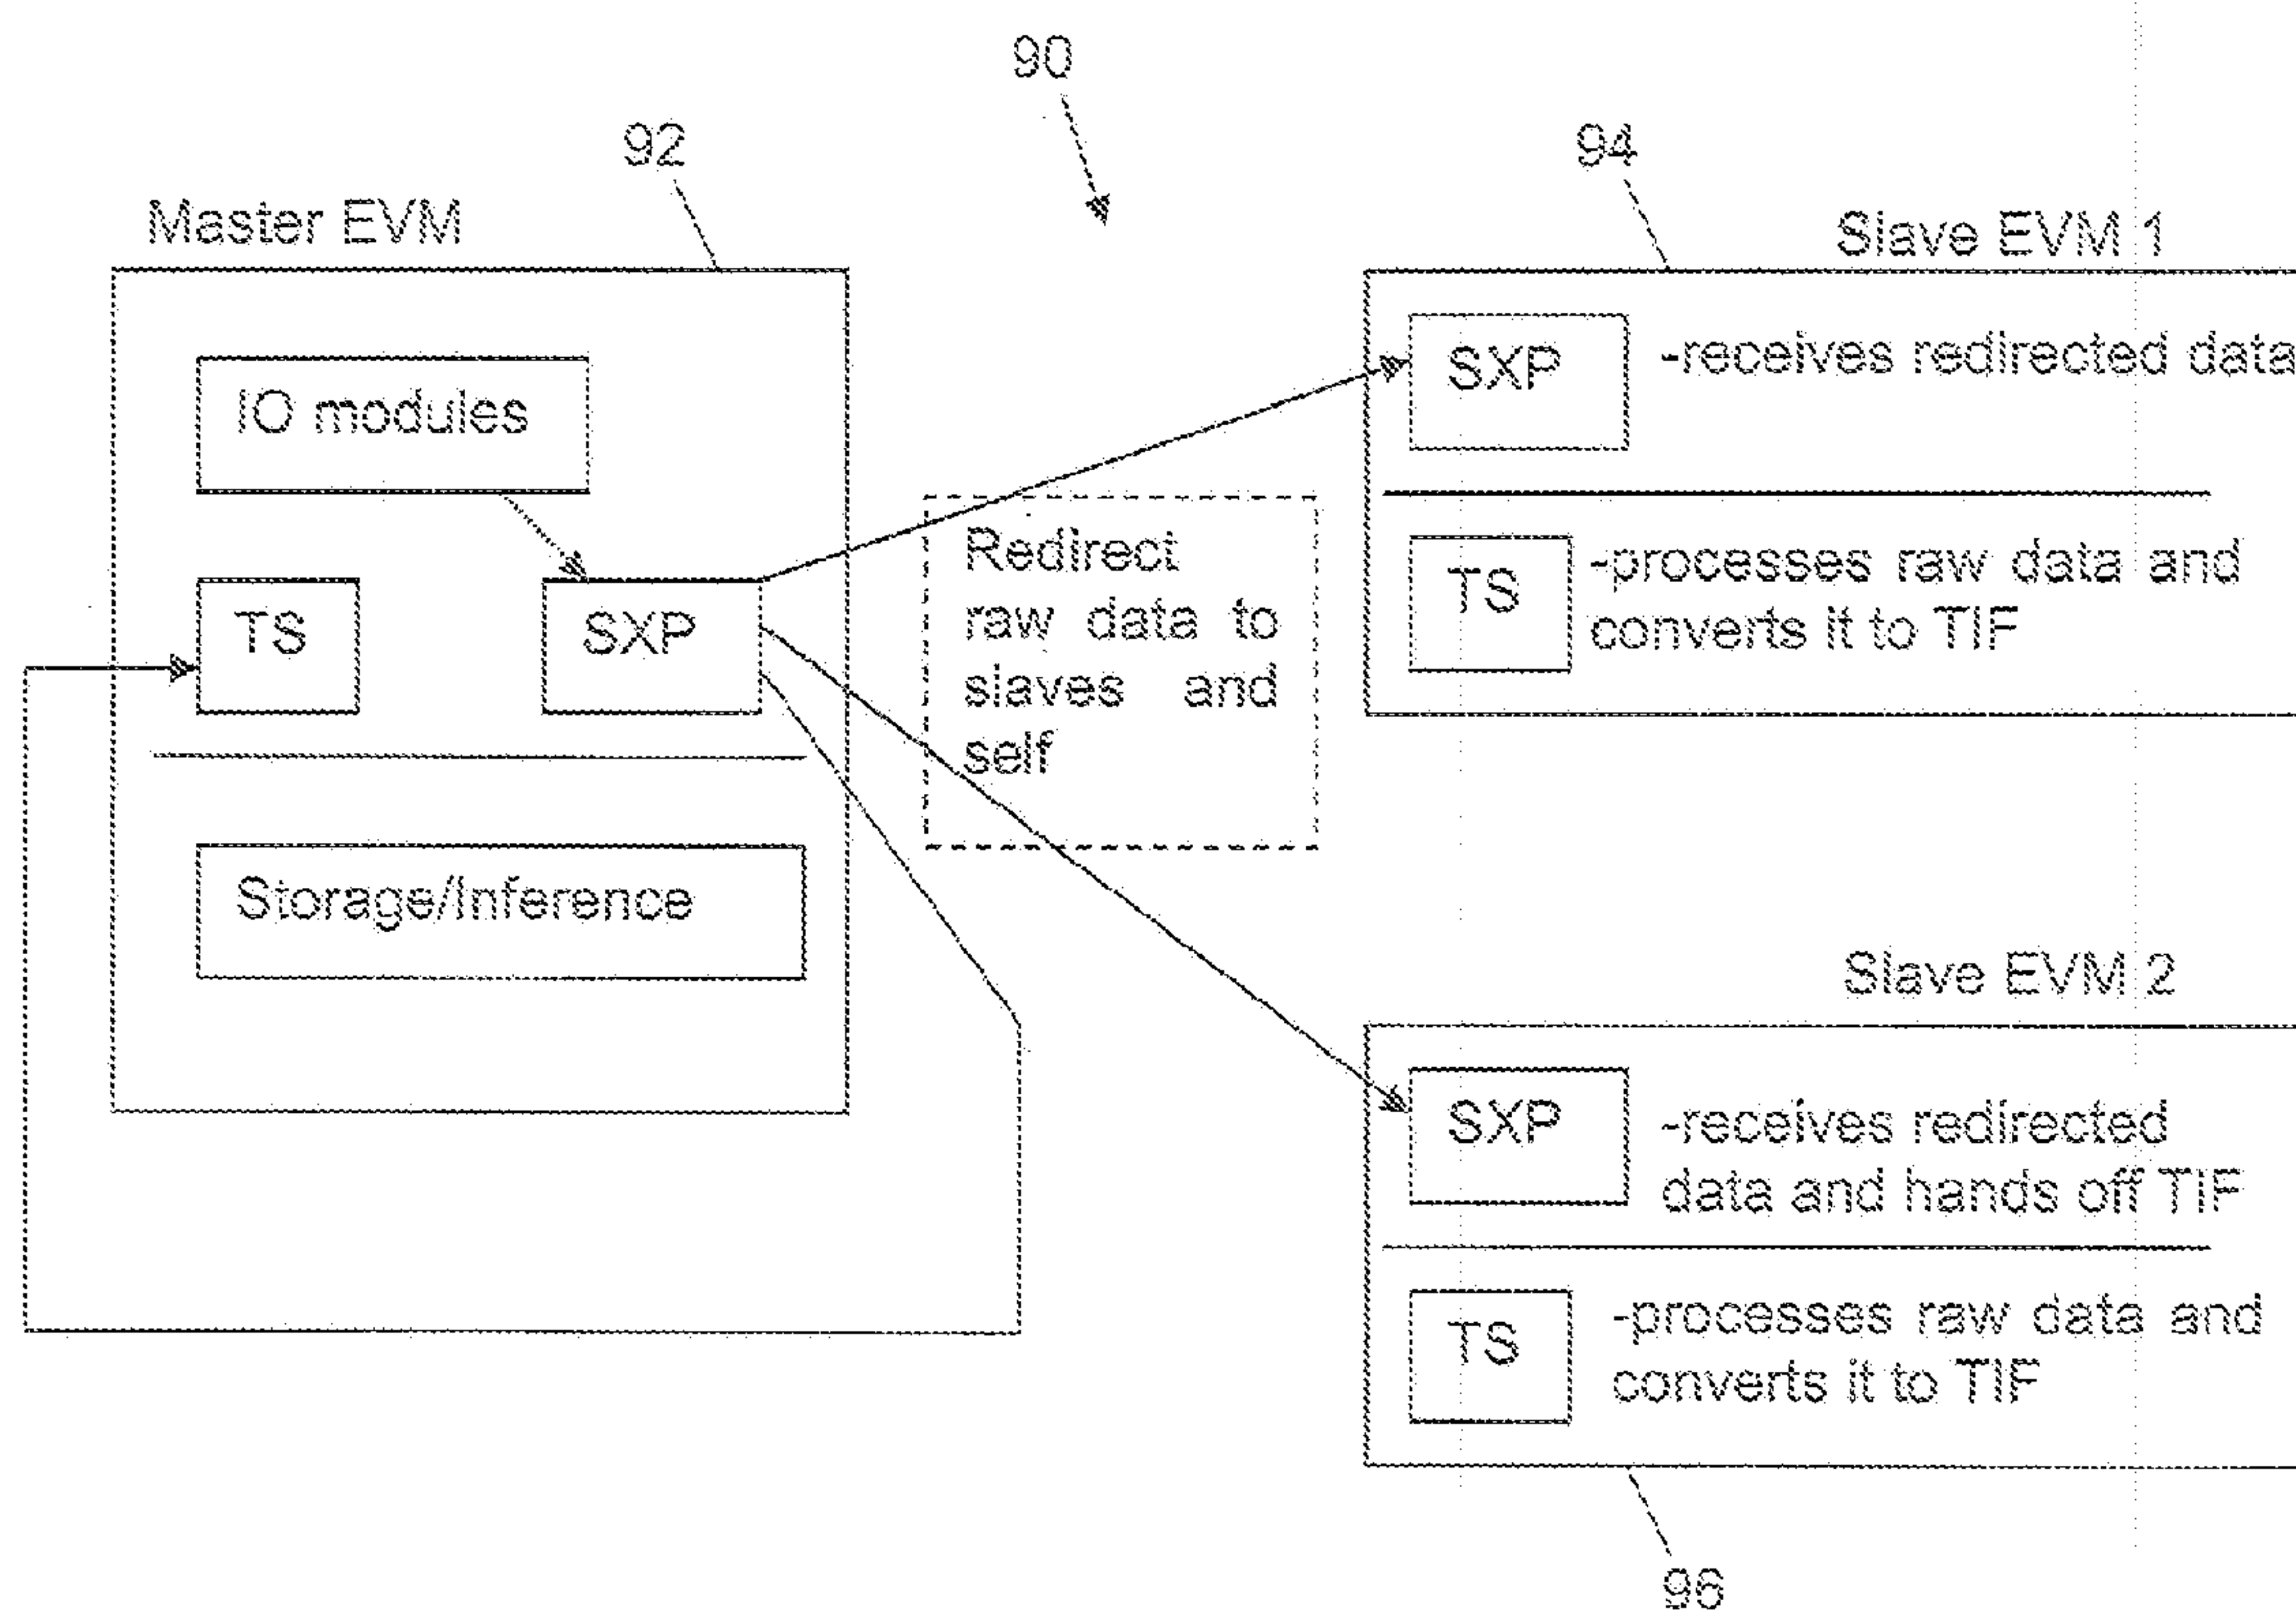 90
92
94
Master EVM
Slave EVM 1
IO modules
SXP
-receives redirected data
TS
SXP
Redirect
raw data to
slaves and
self
TS
-processes raw data and
converts it to TIF
Storage/Inference
Slave EVM 2
SXP
-receives redirected
data and hands off TIF
TS
-processes raw data and
converts it to TIF
96